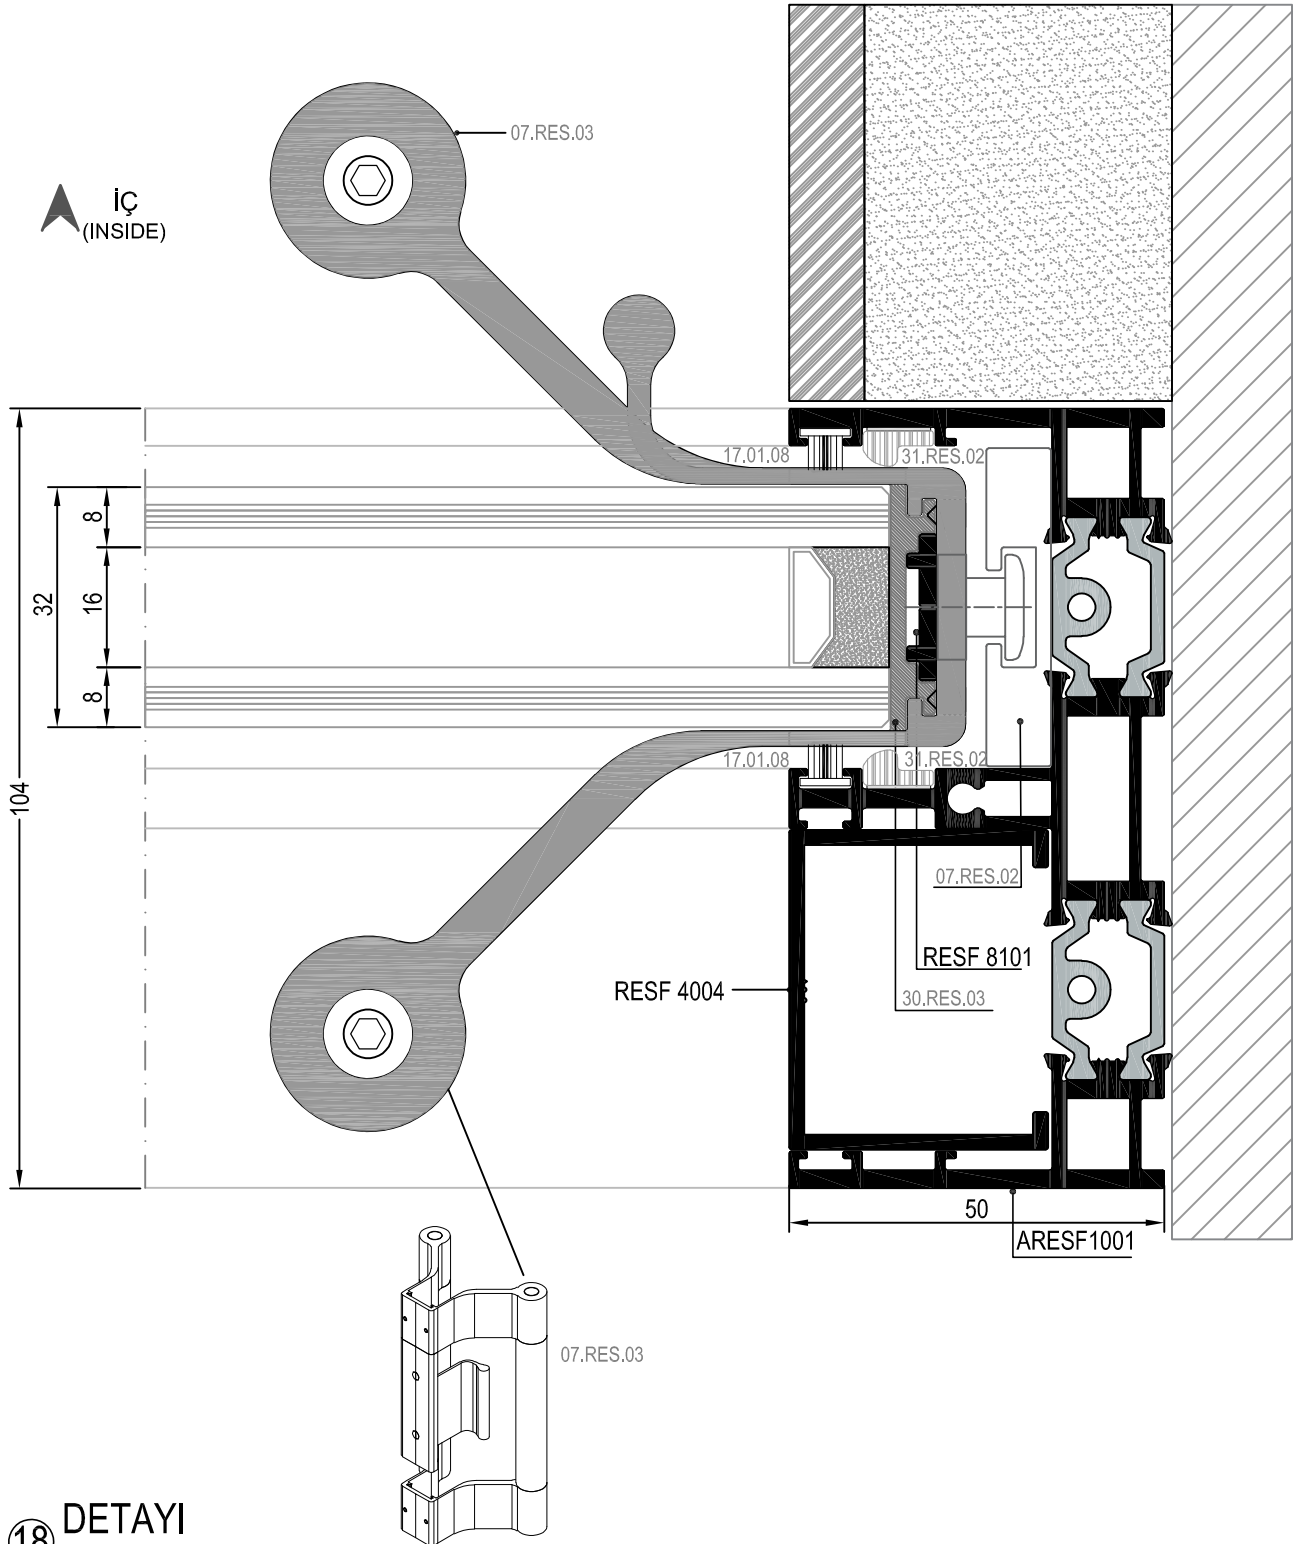 07.RES.03
İÇ
(INSIDE)
17.01.08
31.RES.02
8
16
32
8
104
17.01.08
31.RES.02
07.RES.02
RESF 8101
RESF 4004
30.RES.03
50
ARESF1001
07.RES.03
18 DETAYI